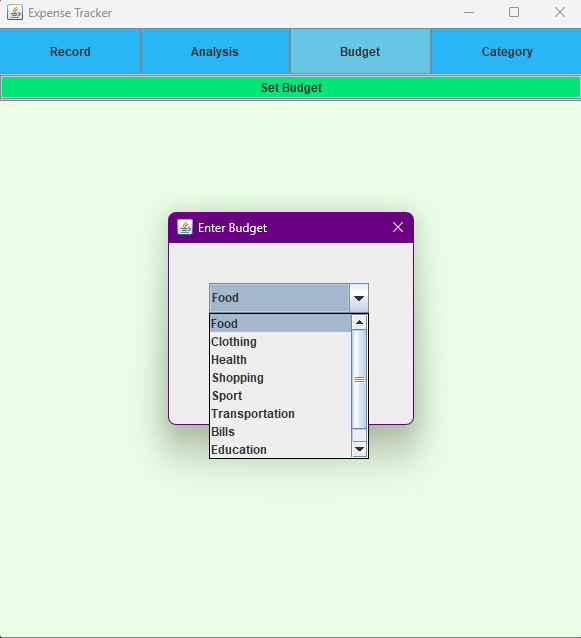 Expense Tracker
Record Analysis Budget Category
Set Budget
Enter Budget
Food
Food
Clothing
Health
Shopping
Sport
Transportation
Bills
Education